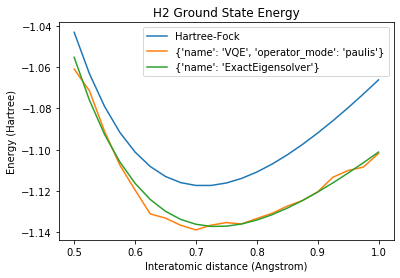 H2 Ground State Energy
Hartree-Fock
{'name': 'VQE', 'operator_mode': 'paulis'}
{'name': 'ExactEigensolver'}
Energy (Hartree)
−1.04
−1.06
−1.08
−1.10
−1.12
−1.14
0.5 0.6 0.7 0.8 0.9 1.0
Interatomic distance (Angstrom)